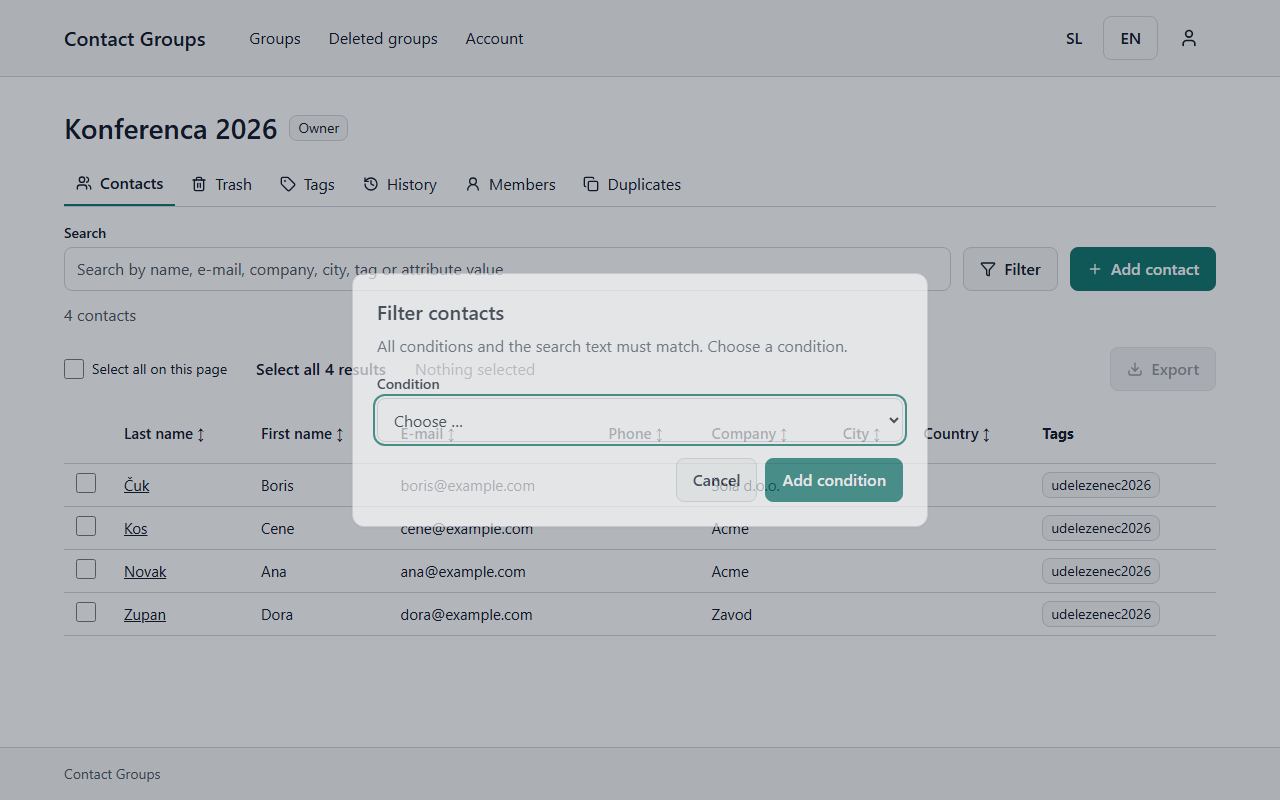 Contact Groups Groups Deleted groups Account SL EN
Konferenca 2026 Owner
Contacts Trash Tags History Members Duplicates
Search
Search by name, e-mail, company, city, tag or attribute value Filter Add contact
4 contacts
Select all on this page Select all 4 results Nothing selected Export
Last name First name E-mail Phone Company City Country Tags
Čuk Boris boris@example.com Šola d.o.o. udelezenec2026
Kos Cene cene@example.com Acme udelezenec2026
Novak Ana ana@example.com Acme udelezenec2026
Zupan Dora dora@example.com Zavod udelezenec2026
Filter contacts
All conditions and the search text must match. Choose a condition.
Condition
Choose ...
Cancel Add condition
Contact Groups